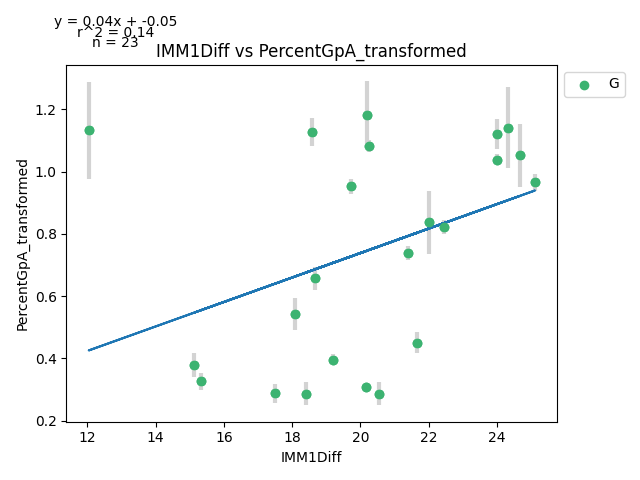 y = 0.04x + -0.05
r^2 = 0.14
n = 23
IMM1Diff vs PercentGpA_transformed
G
PercentGpA_transformed
1.2
1.0
0.8
0.6
0.4
0.2
12 14 16 18 20 22 24
IMM1Diff